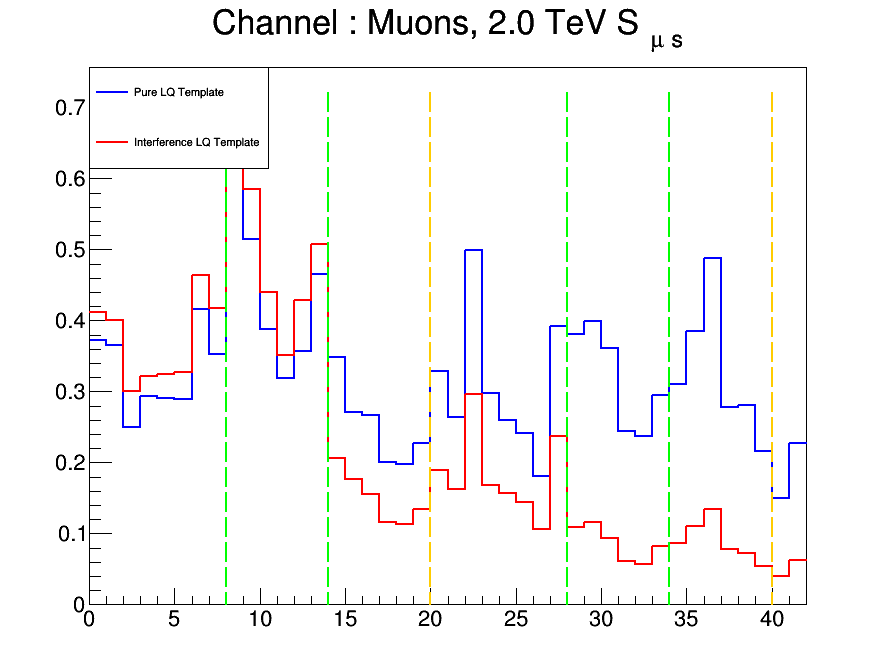 Channel : Muons, 2.0 TeV S μ s
Pure LQ Template
Interference LQ Template
0.7
0.6
0.5
0.4
0.3
0.2
0.1
0
0 5 10 15 20 25 30 35 40